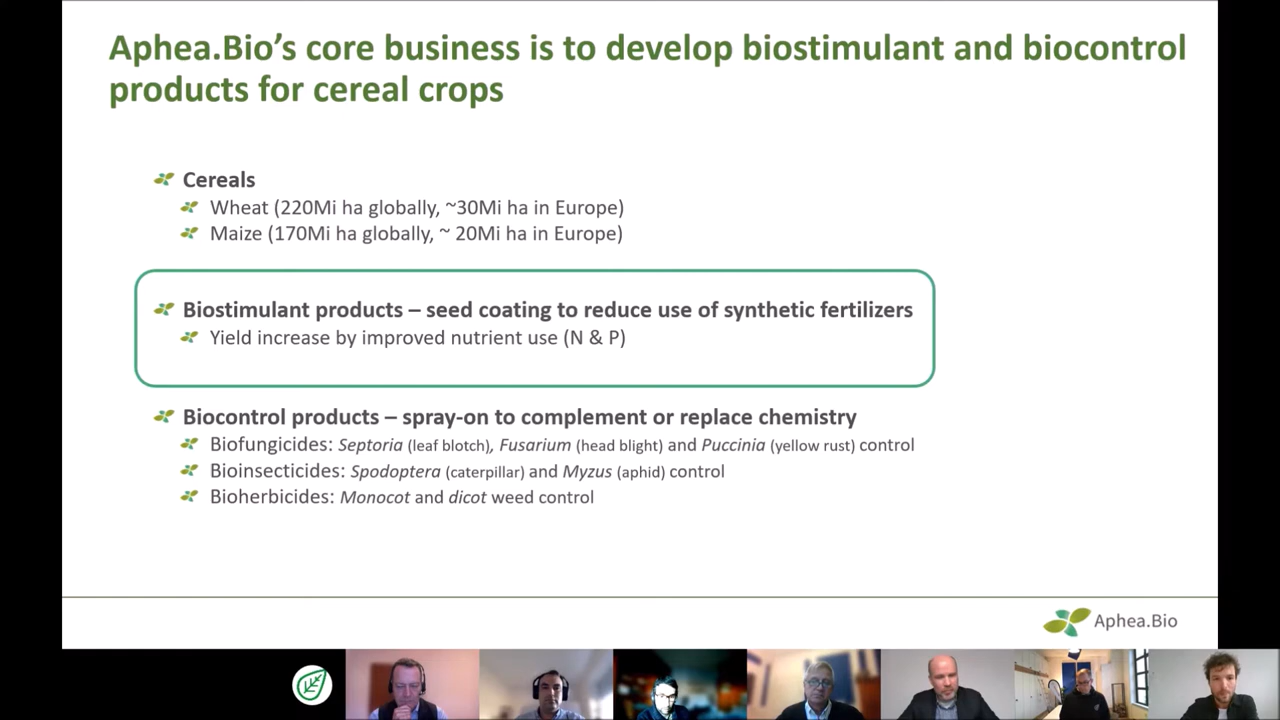 Aphea.Bio’s core business is to develop biostimulant and biocontrol
products for cereal crops
Cereals
Wheat (220Mi ha globally, ~30Mi ha in Europe)
Maize (170Mi ha globally, ~ 20Mi ha in Europe)
Biostimulant products – seed coating to reduce use of synthetic fertilizers
Yield increase by improved nutrient use (N & P)
Biocontrol products – spray-on to complement or replace chemistry
Biofungicides: Septoria (leaf blotch), Fusarium (head blight) and Puccinia (yellow rust) control
Bioinsecticides: Spodoptera (caterpillar) and Myzus (aphid) control
Bioherbicides: Monocot and dicot weed control
Aphea.Bio